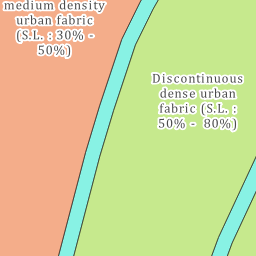 medium density
urban fabric
(S.L. : 30% -
50%)
Discontinuous
dense urban
fabric (S.L. :
50% -  80%)